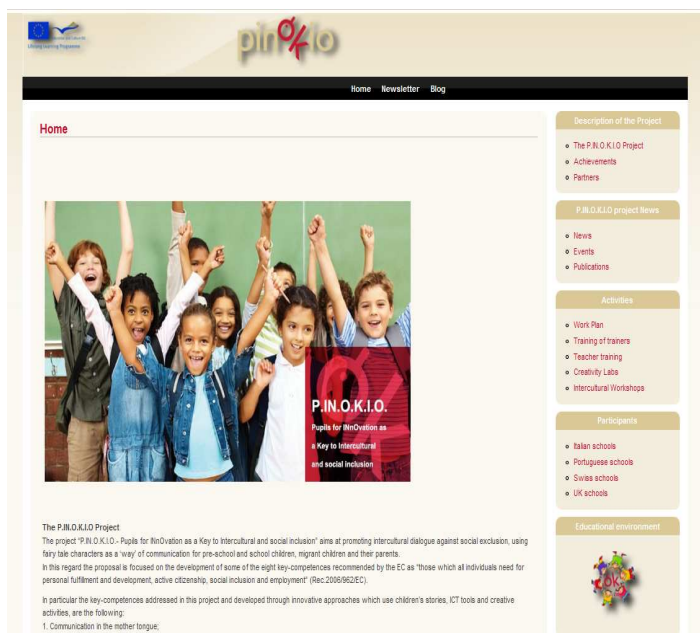 Lifelong Learning Programme
pinOKio
Home Newsletter Blog
Home
P.IN.O.K.I.O.
Pupils for INnOvation as
a Key to Intercultural
and social inclusion
The P.IN.O.K.I.O Project
The project "P.IN.O.K.I.O.- Pupils for INnOvation as a Key to Intercultural and social inclusion" aims at promoting intercultural dialogue against social exclusion, using
fairy tale characters as a 'way' of communication for pre-school and school children, migrant children and their parents.
In this regard the proposal is focused on the development of some of the eight key-competences recommended by the EC as "those which all individuals need for
personal fulfillment and development, active citizenship, social inclusion and employment" (Rec.2006/962/EC).
In particular the key-competences addressed in this project and developed through innovative approaches which use children's stories, ICT tools and creative
activities, are the following:
1. Communication in the mother tongue;
Description of the Project
The P.IN.O.K.I.O Project
Achievements
Partners
P.IN.O.K.I.O project News
News
Events
Publications
Activities
Work Plan
Training of trainers
Teacher training
Creativity Labs
Intercultural Workshops
Participants
Italian schools
Portuguese schools
Swiss schools
UK schools
Educational environment
OK